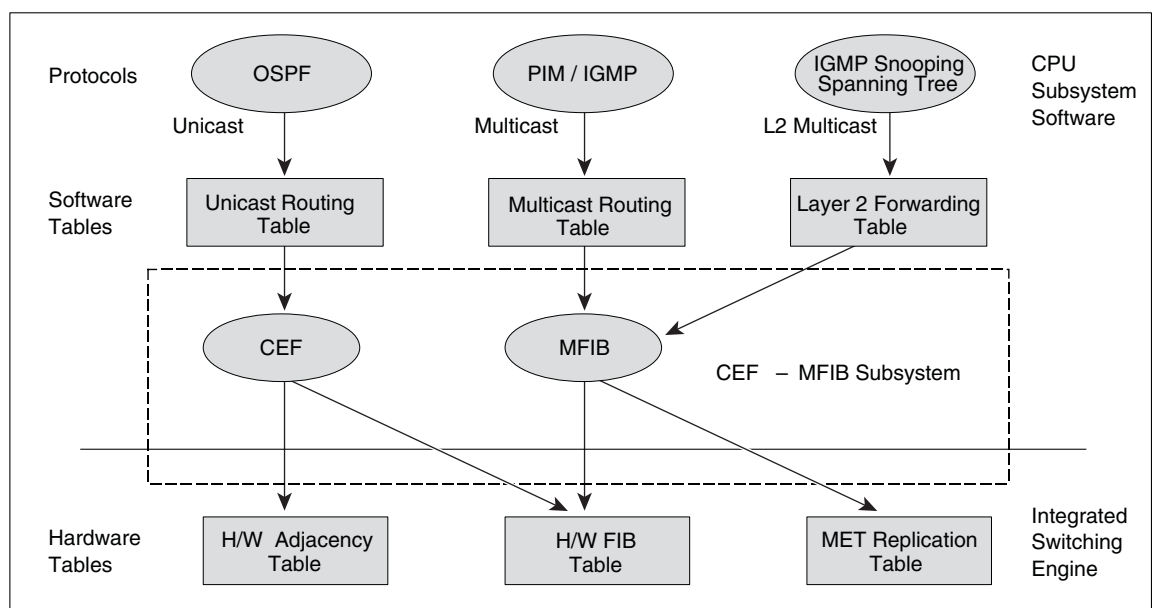 Protocols
OSPF
PIM / IGMP
IGMP Snooping
Spanning Tree
CPU
Subsystem
Software
Unicast
Multicast
L2 Multicast
Software
Tables
Unicast Routing
Table
Multicast Routing
Table
Layer 2 Forwarding
Table
CEF
MFIB
CEF – MFIB Subsystem
Hardware
Tables
H/W Adjacency
Table
H/W FIB
Table
MET Replication
Table
Integrated
Switching
Engine